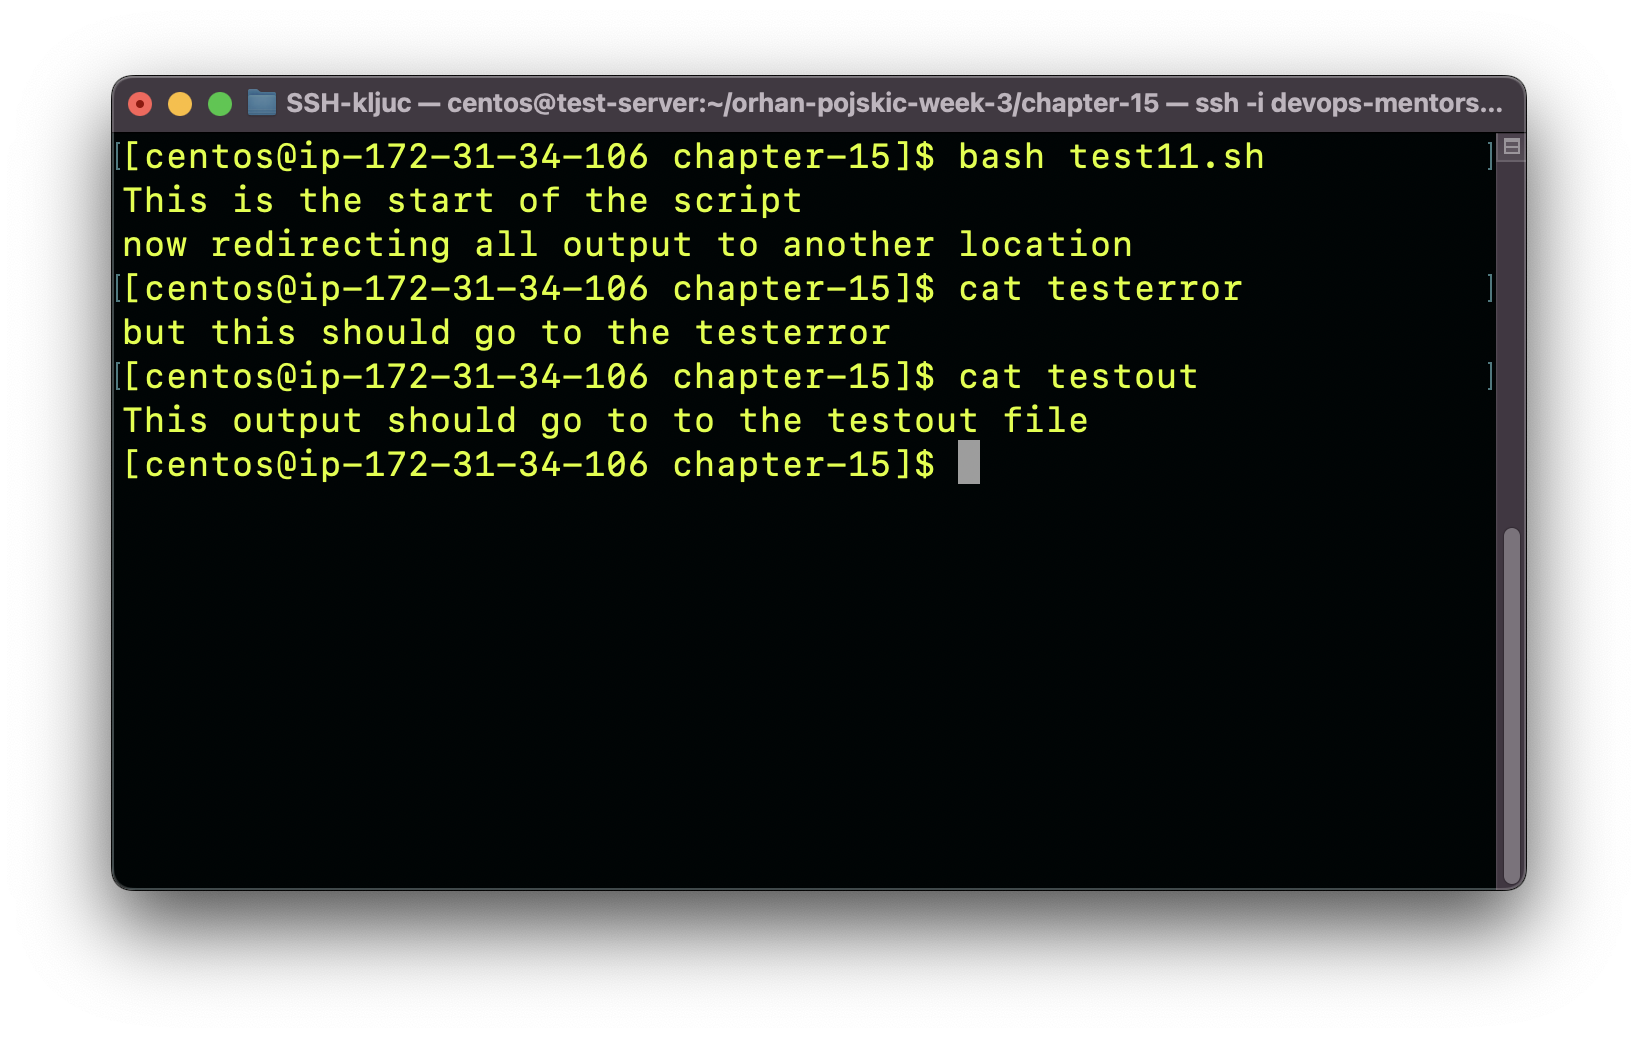 SSH-kljuc — centos@test-server:~/orhan-pojskic-week-3/chapter-15 — ssh -i devops-mentors...
[centos@ip-172-31-34-106 chapter-15]$ bash test11.sh
This is the start of the script
now redirecting all output to another location
[centos@ip-172-31-34-106 chapter-15]$ cat testerror
but this should go to the testerror
[centos@ip-172-31-34-106 chapter-15]$ cat testout
This output should go to to the testout file
[centos@ip-172-31-34-106 chapter-15]$